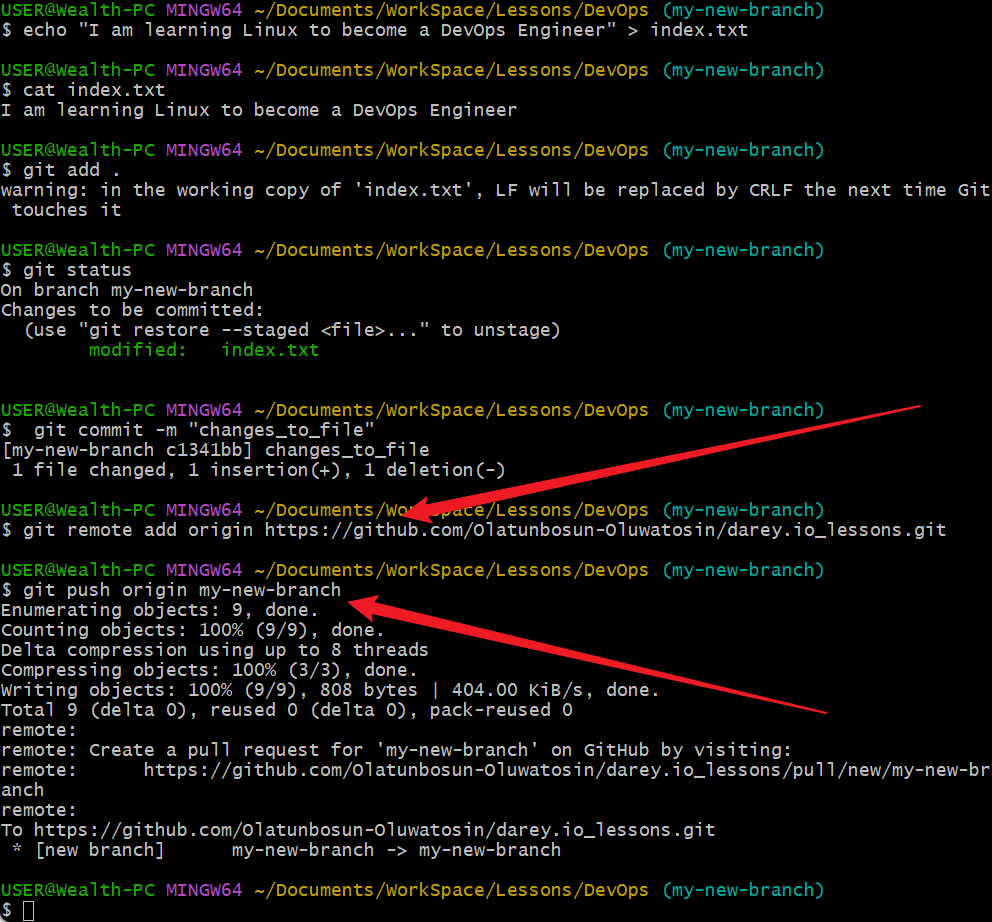 USER@Wealth-PC MINGW64 ~/Documents/WorkSpace/Lessons/DevOps (my-new-branch)
$ echo "I am learning Linux to become a DevOps Engineer" > index.txt
USER@Wealth-PC MINGW64 ~/Documents/WorkSpace/Lessons/DevOps (my-new-branch)
$ cat index.txt
I am learning Linux to become a DevOps Engineer
USER@Wealth-PC MINGW64 ~/Documents/WorkSpace/Lessons/DevOps (my-new-branch)
$ git add .
warning: in the working copy of 'index.txt', LF will be replaced by CRLF the next time Git
 touches it
USER@Wealth-PC MINGW64 ~/Documents/WorkSpace/Lessons/DevOps (my-new-branch)
$ git status
On branch my-new-branch
Changes to be committed:
  (use "git restore --staged <file>..." to unstage)
        modified:   index.txt
USER@Wealth-PC MINGW64 ~/Documents/WorkSpace/Lessons/DevOps (my-new-branch)
$  git commit -m "changes_to_file"
[my-new-branch c1341bb] changes_to_file
 1 file changed, 1 insertion(+), 1 deletion(-)
USER@Wealth-PC MINGW64 ~/Documents/WorkSpace/Lessons/DevOps (my-new-branch)
$ git remote add origin https://github.com/Olatunbosun-Oluwatosin/darey.io_lessons.git
USER@Wealth-PC MINGW64 ~/Documents/WorkSpace/Lessons/DevOps (my-new-branch)
$ git push origin my-new-branch
Enumerating objects: 9, done.
Counting objects: 100% (9/9), done.
Delta compression using up to 8 threads
Compressing objects: 100% (3/3), done.
Writing objects: 100% (9/9), 808 bytes | 404.00 KiB/s, done.
Total 9 (delta 0), reused 0 (delta 0), pack-reused 0
remote:
remote: Create a pull request for 'my-new-branch' on GitHub by visiting:
remote:      https://github.com/Olatunbosun-Oluwatosin/darey.io_lessons/pull/new/my-new-br
anch
remote:
To https://github.com/Olatunbosun-Oluwatosin/darey.io_lessons.git
 * [new branch]      my-new-branch -> my-new-branch
USER@Wealth-PC MINGW64 ~/Documents/WorkSpace/Lessons/DevOps (my-new-branch)
$